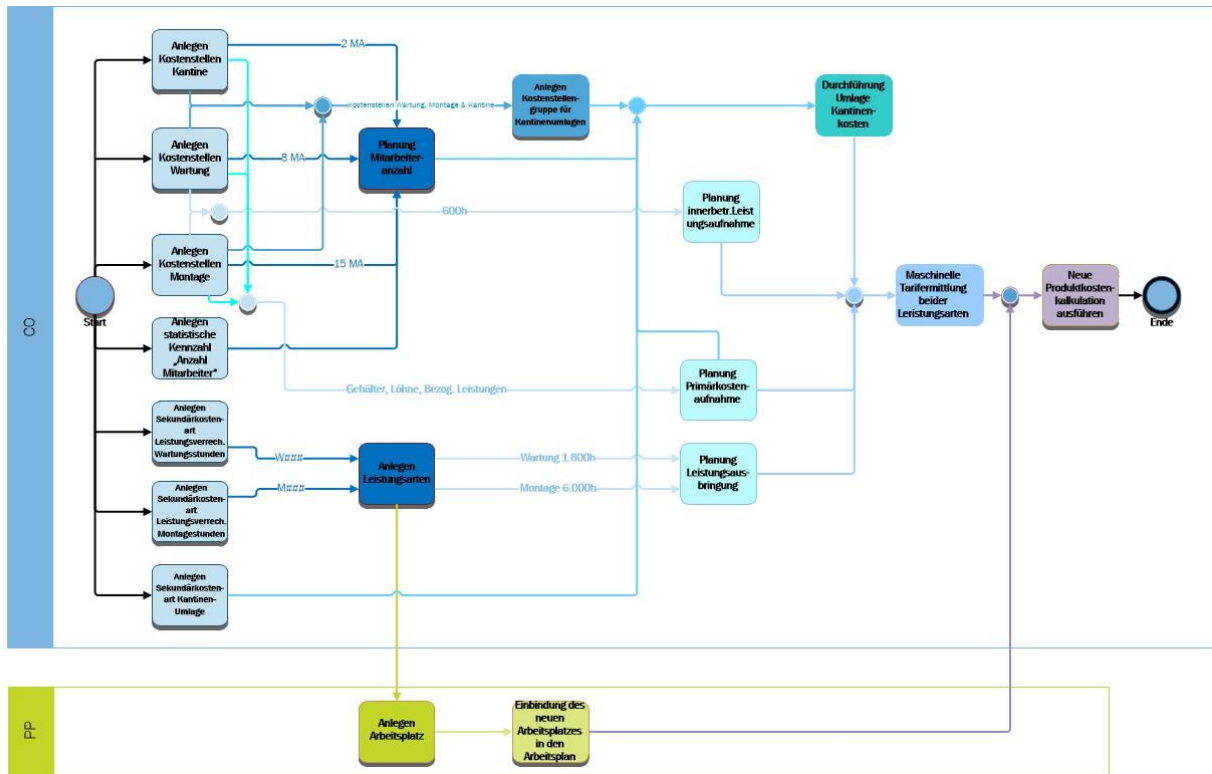 CO
Start
Anlegen
Kostenstellen
Kantine
Anlegen
Kostenstellen
Wartung
Anlegen
Kostenstellen
Montage
Anlegen
statistische
Kennzahl
„Anzahl
Mitarbeiter“
Anlegen
Sekundärkosten-
art
Leistungsverrech.
Wartungsstunden
Anlegen
Sekundärkosten-
art
Leistungsverrech.
Montagestunden
Anlegen
Sekundärkosten-
art Kantinen-
Umlage
2 MA
8 MA
600h
15 MA
Kostenstellen Wartung, Montage & Kantine
Gehälter, Löhne, Bezog. Leistungen
W###
M###
Planung
Mitarbeiter-
anzahl
Anlegen
Leistungsarten
Wartung 1.800h
Montage 6.000h
Anlegen
Kostenstellen-
gruppe für
Kantinenumlagen
Planung
innerbetr.Leist
ungsaufnahme
Planung
Primärkosten-
aufnahme
Planung
Leistungsaus-
bringung
Durchführung
Umlage
Kantinen-
kosten
Maschinelle
Tarifermittlung
beider
Leristungsarten
Neue
Produktkosten-
kalkulation
ausführen
Ende
PP
Anlegen
Arbeitsplatz
Einbindung des
neuen
Arbeitsplatzes
in den
Arbeitsplan